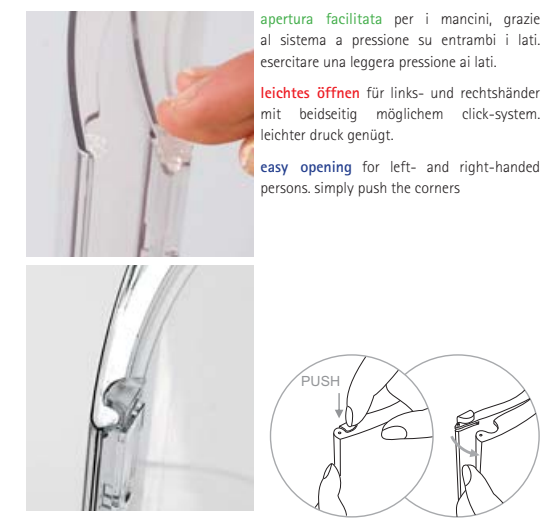 apertura facilitata per i mancini, grazie
al sistema a pressione su entrambi i lati.
esercitare una leggera pressione ai lati.
leichtes öffnen für links- und rechtshänder
mit beidseitig möglichem click-system.
leichter druck genügt.
easy opening for left- and right-handed
persons. simply push the corners
PUSH